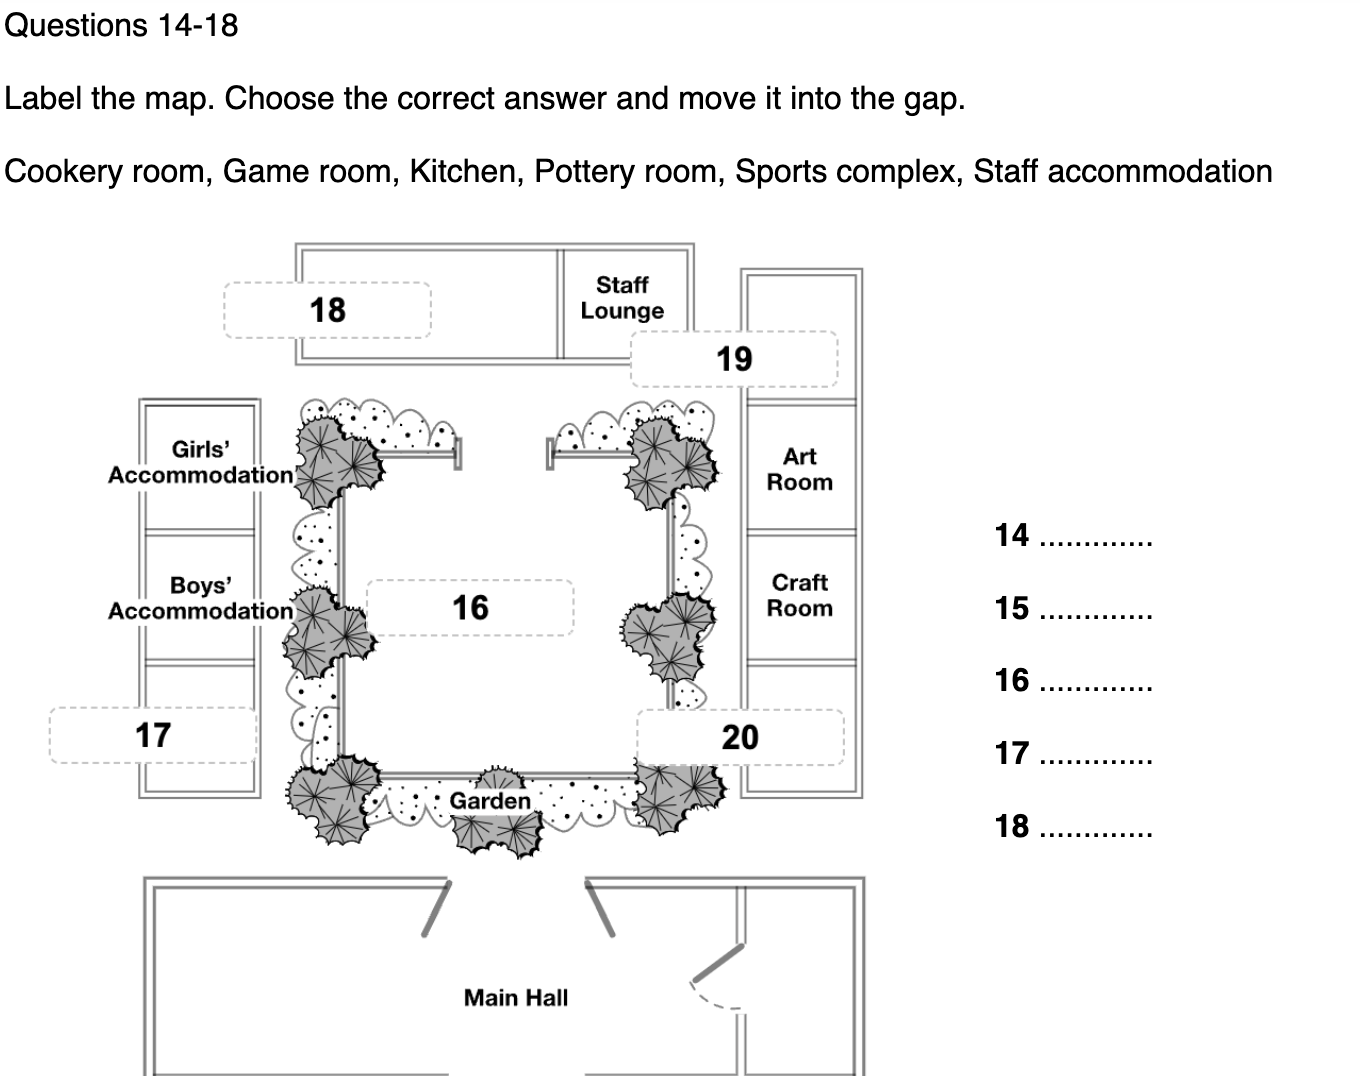 Questions 14-18
Label the map. Choose the correct answer and move it into the gap.
Cookery room, Game room, Kitchen, Pottery room, Sports complex, Staff accommodation
18
Staff
Lounge
19
Girls’
Accommodation
Art
Room
Boys’
Accommodation
Craft
Room
16
17
20
Garden
Main Hall
14 .............
15 .............
16 .............
17 .............
18 .............